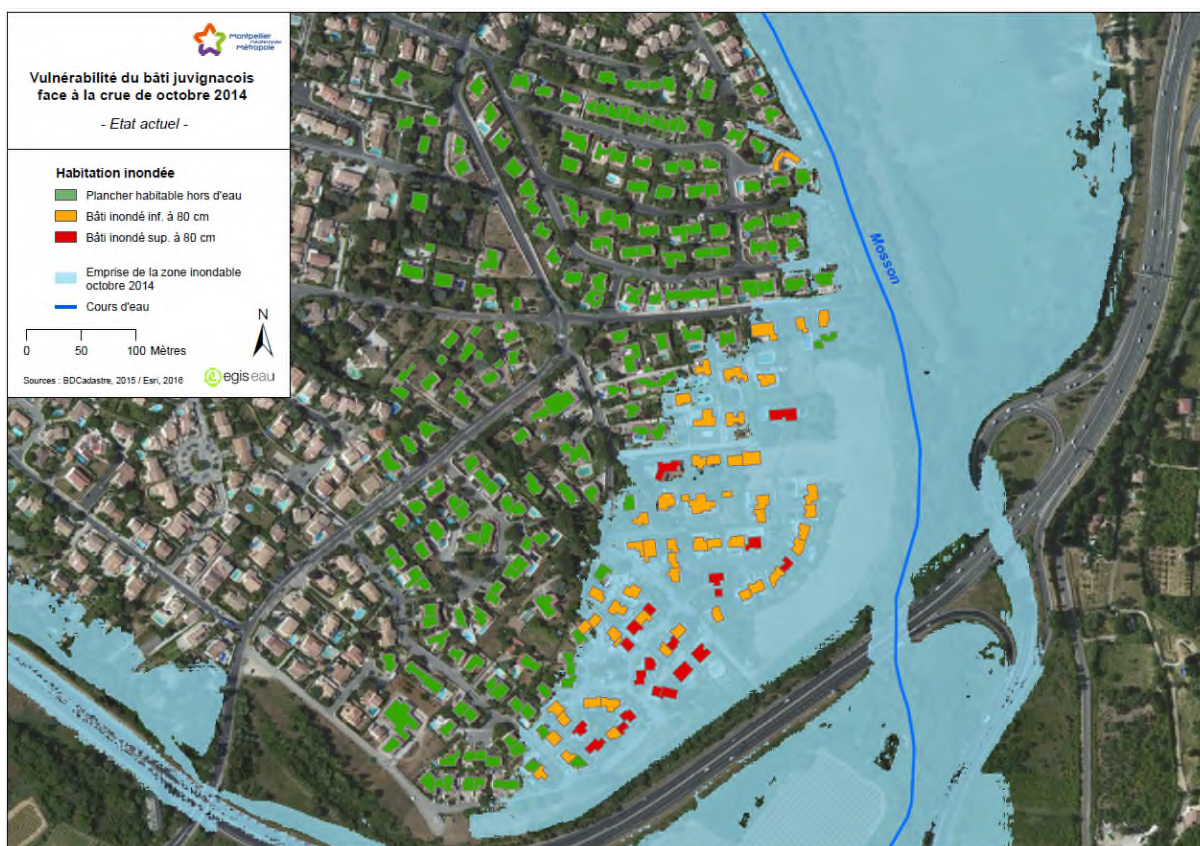 Montpellier
Méditerranée
Métropole
Vulnérabilité du bâti juvignacois
face à la crue de octobre 2014
- Etat actuel -
Habitation inondée
Plancher habitable hors d'eau
Bâti inondé inf. à 80 cm
Bâti inondé sup. à 80 cm
Emprise de la zone inondable
octobre 2014
Cours d'eau
N
0 50 100 Mètres
Sources : BDCadastre, 2015 / Esri, 2016
egis eau
Mosson